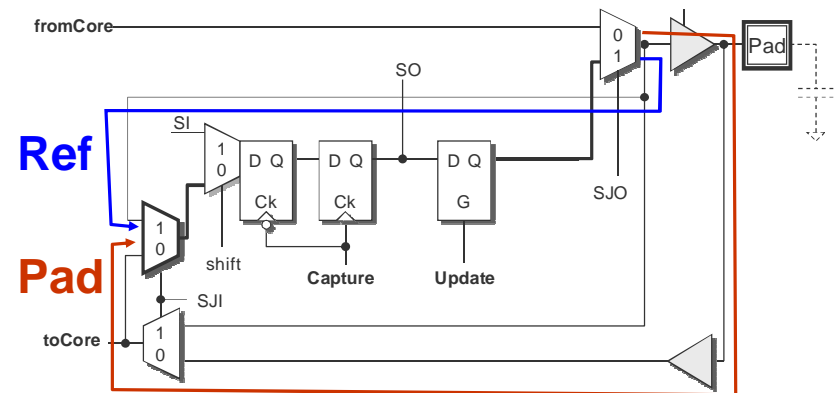 fromCore
0
1
Pad
SO
SI
Ref
1
0
D Q
Ck
D Q
Ck
D Q
G
SJO
1
0
shift
Capture
Update
Pad
SJI
toCore
1
0